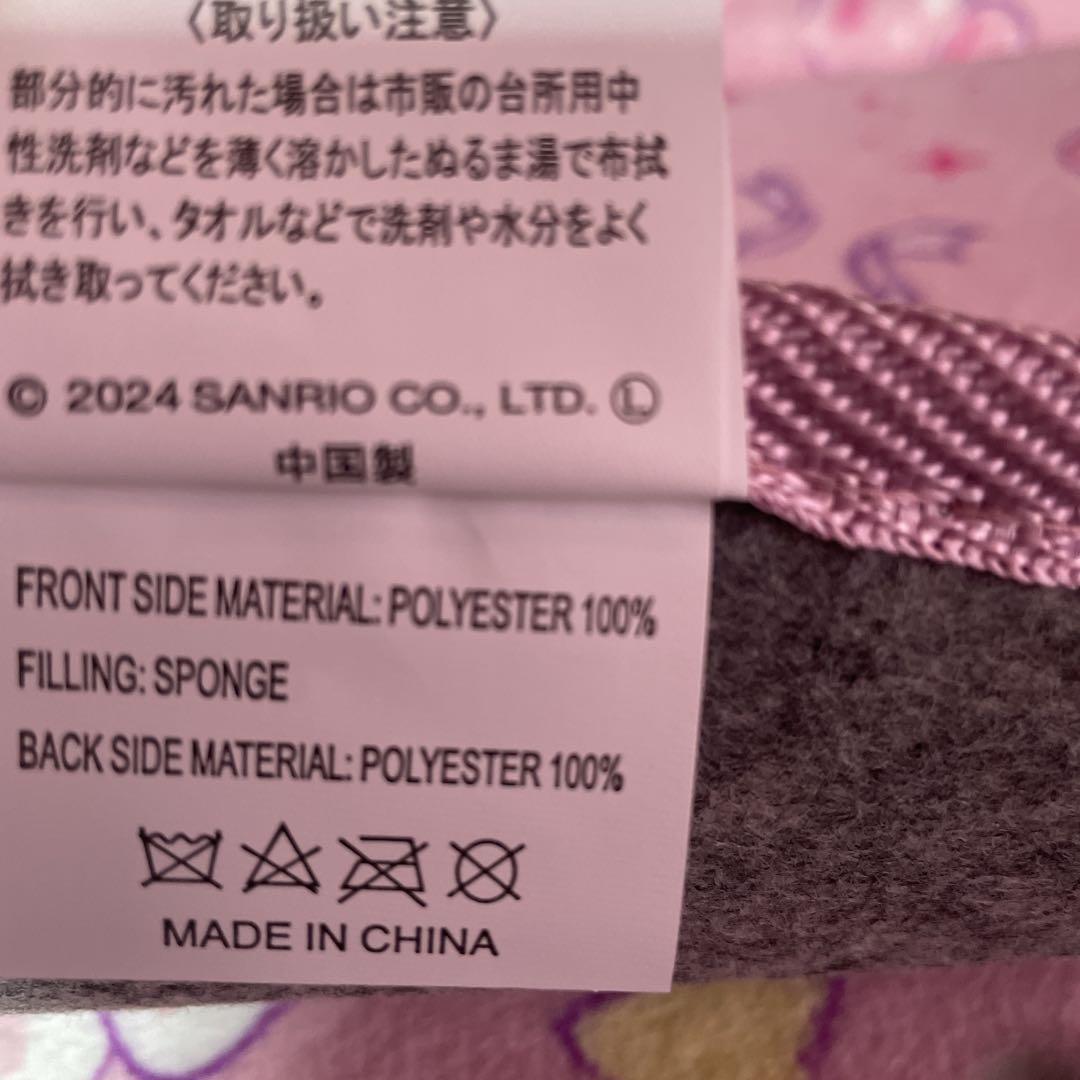 〈取り扱い注意〉
部分的に汚れた場合は市販の台所用中
性洗剤などを薄く溶かしたぬるま湯で布拭
きを行い、タオルなどで洗剤や水分をよく
拭き取ってください。
© 2024 SANRIO CO., LTD. Ⓛ
中国製
FRONT SIDE MATERIAL: POLYESTER 100%
FILLING: SPONGE
BACK SIDE MATERIAL: POLYESTER 100%
MADE IN CHINA